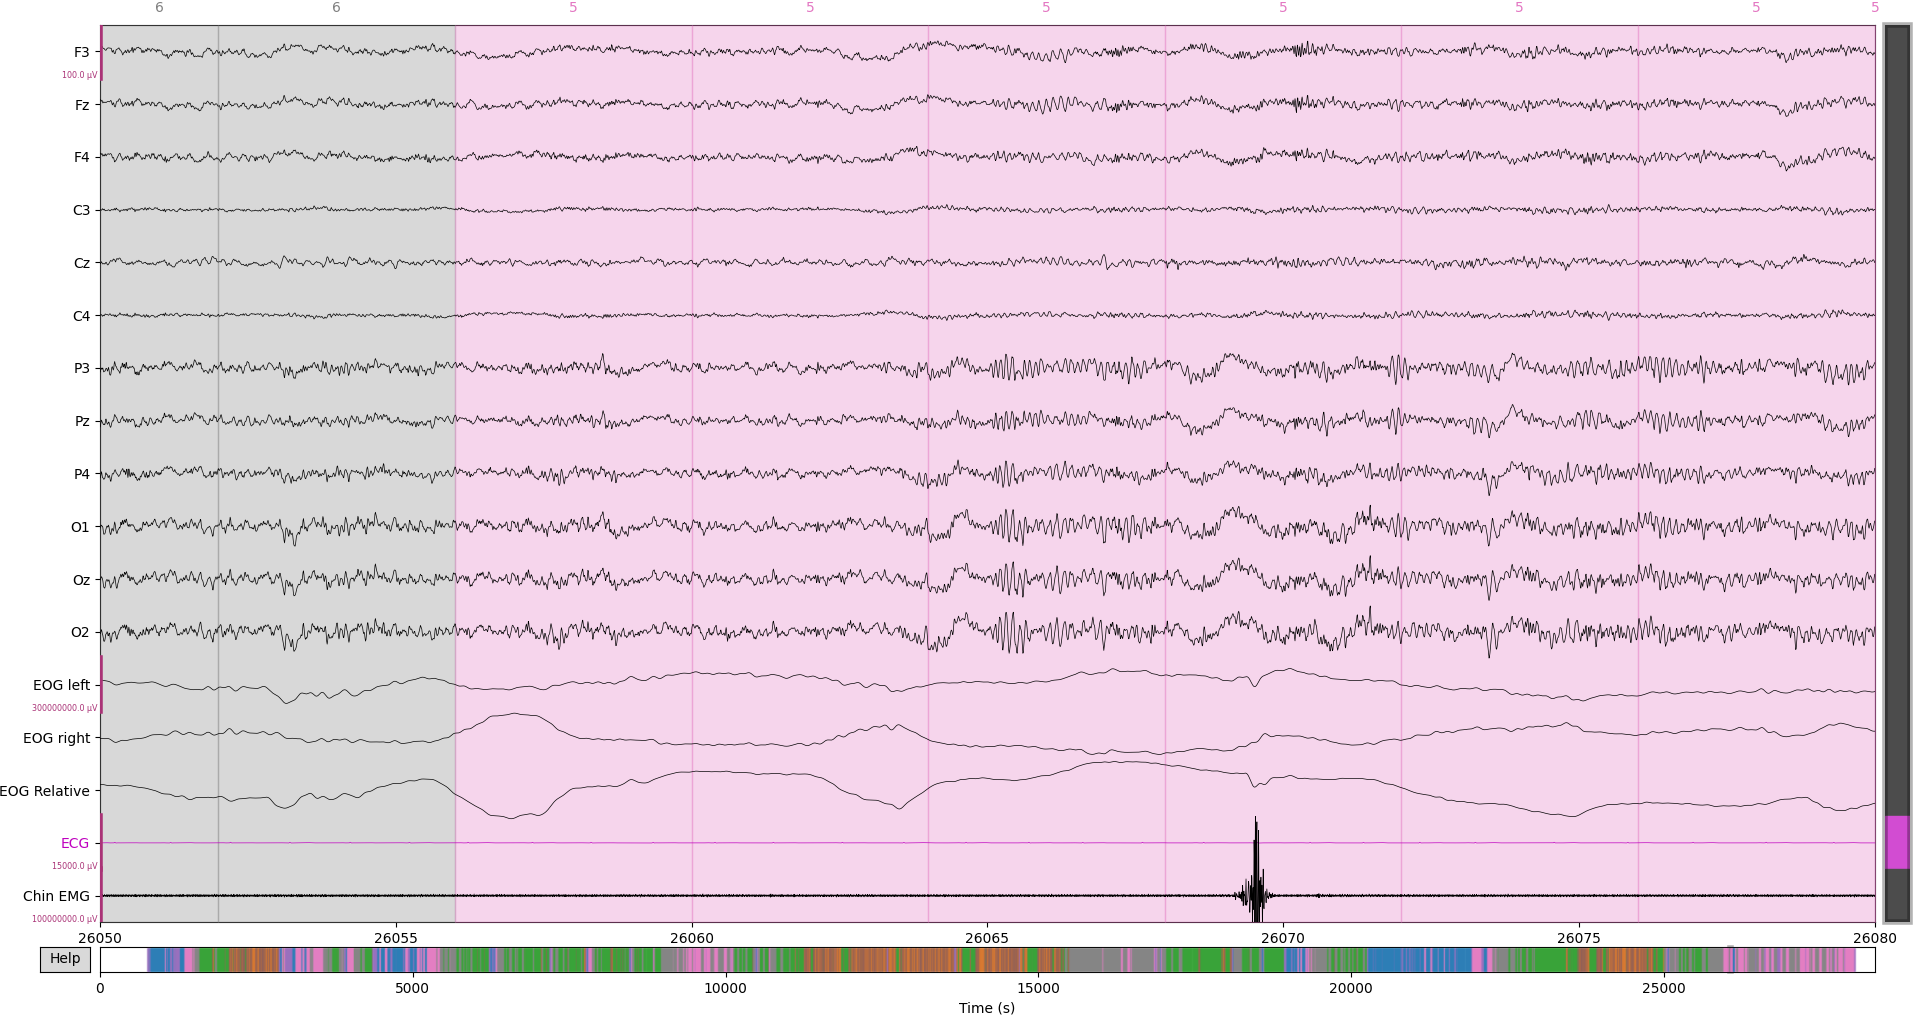 6 6 5 5 5 5 5 5 5
F3
100.0 µV
Fz
F4
C3
Cz
C4
P3
Pz
P4
O1
Oz
O2
EOG left
300000000.0 µV
EOG right
EOG Relative
ECG
15000.0 µV
Chin EMG
100000000.0 µV
26050 26055 26060 26065 26070 26075 26080
Help
0 5000 10000 15000 20000 25000
Time (s)